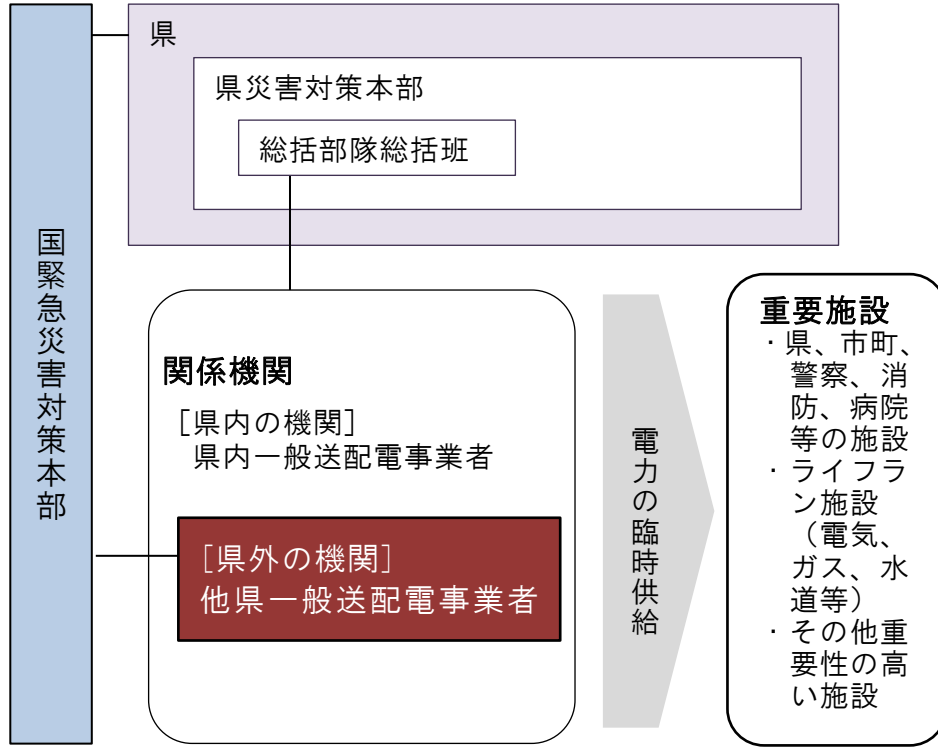 国緊急災害対策本部
県
県災害対策本部
総括部隊総括班
関係機関
［県内の機関］
県内一般送配電事業者
［県外の機関］
他県一般送配電事業者
電力の臨時供給
重要施設
・県、市町、
警察、消
防、病院
等の施設
・ライフラ
ン施設
（電気、
ガス、水
道等）
・その他重
要性の高
い施設